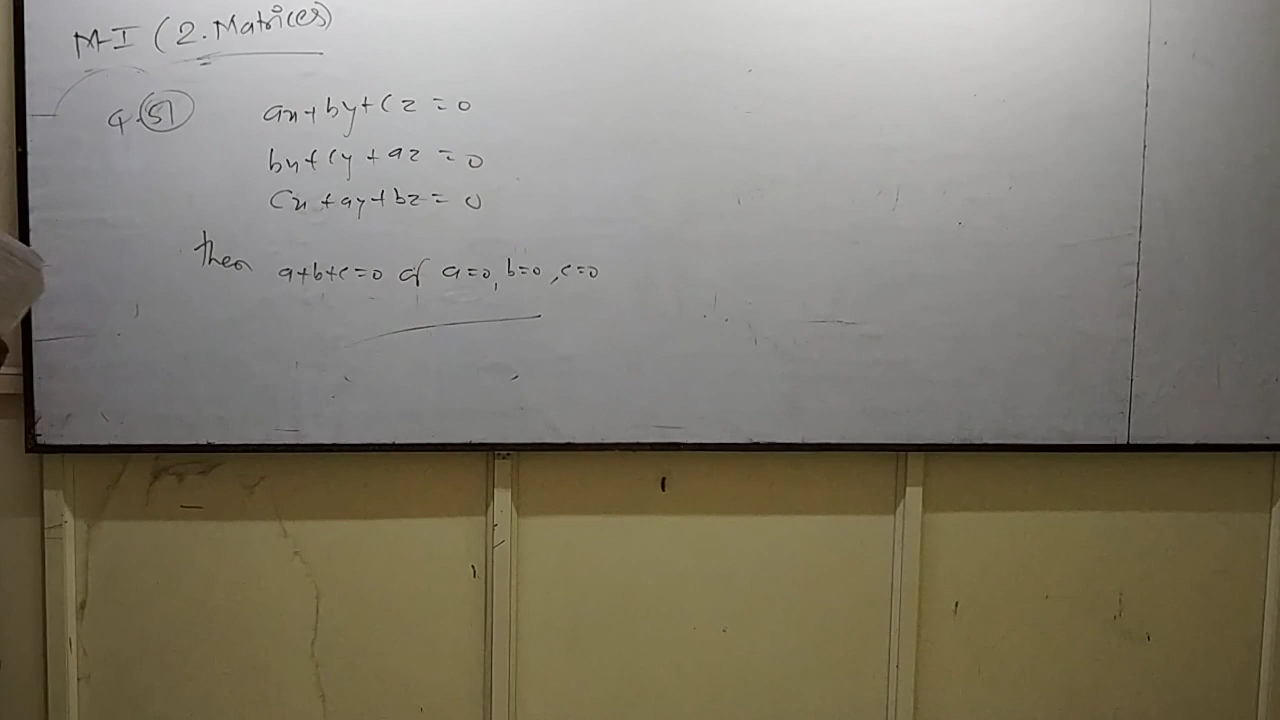 M-I (2. Matrices)
Q. 51
ax + by + cz = 0
bx + cy + az = 0
cx + ay + bz = 0
then a+b+c=0 or a=0, b=0, c=0